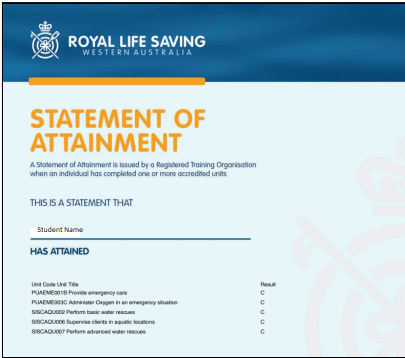 ROYAL LIFE SAVING
WESTERN AUSTRALIA
STATEMENT OF
ATTAINMENT
A Statement of Attainment is issued by a Registered Training Organisation
when an individual has completed one or more accredited units
THIS IS A STATEMENT THAT
Student Name
HAS ATTAINED
Unit Code Unit Title Result
PUAEME001B Provide emergency care C
PUAEME003C Administer Oxygen in an emergency situation C
SISCAQU002 Perform basic water rescues C
SISCAQU006 Supervise clients in aquatic locations C
SISCAQU007 Perform advanced water rescues C